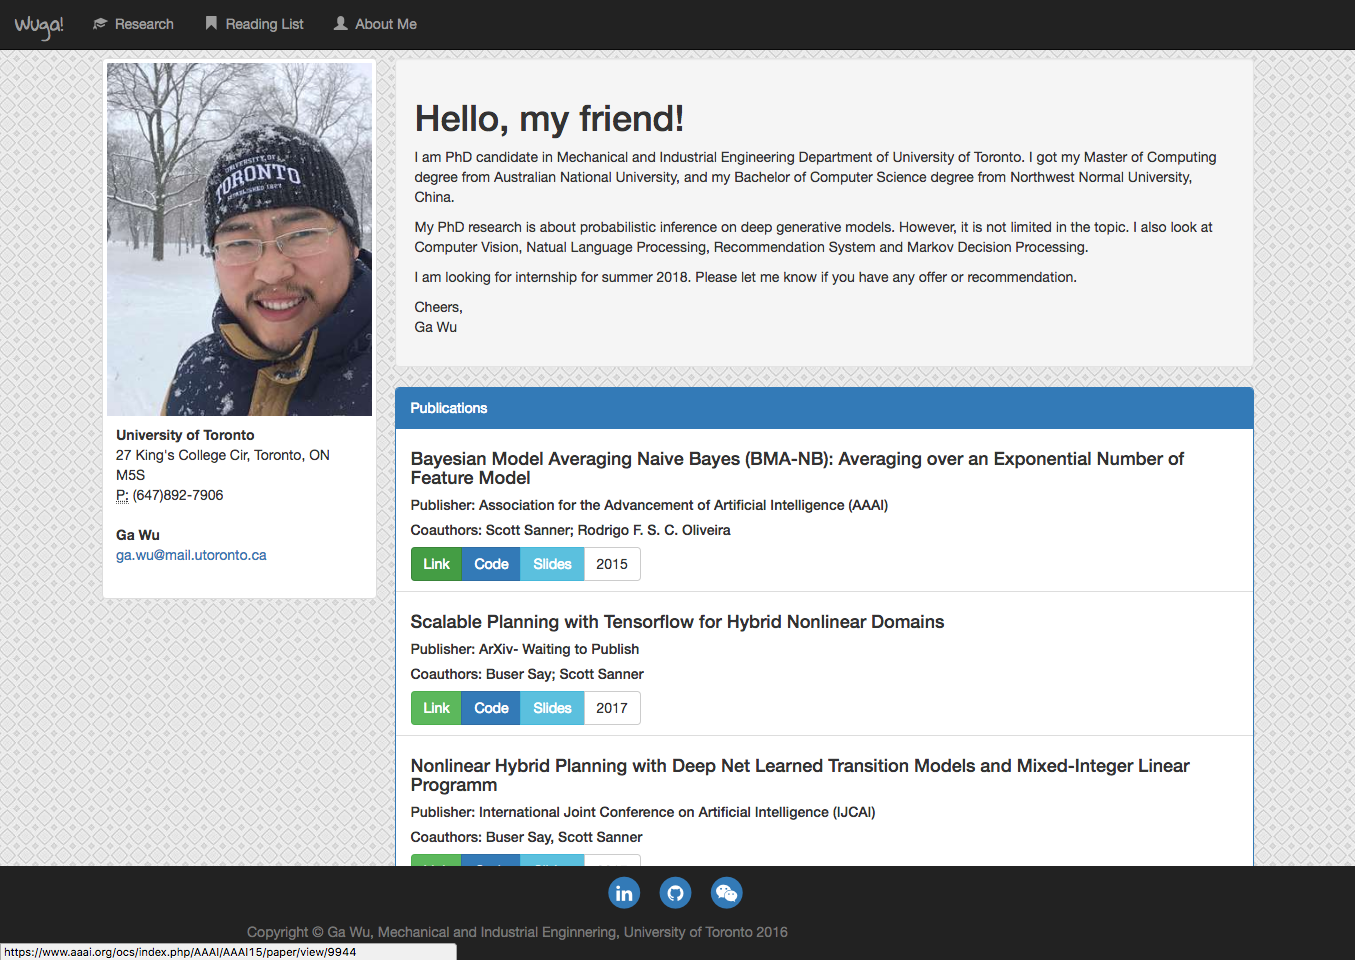 Wuga!
Research
Reading List
About Me
UNIVERSITY OF
TORONTO
ESTABLISHED 1827
University of Toronto
27 King's College Cir, Toronto, ON
M5S
P: (647)892-7906
Ga Wu
ga.wu@mail.utoronto.ca
Hello, my friend!
I am PhD candidate in Mechanical and Industrial Engineering Department of University of Toronto. I got my Master of Computing
degree from Australian National University, and my Bachelor of Computer Science degree from Northwest Normal University,
China.
My PhD research is about probabilistic inference on deep generative models. However, it is not limited in the topic. I also look at
Computer Vision, Natual Language Processing, Recommendation System and Markov Decision Processing.
I am looking for internship for summer 2018. Please let me know if you have any offer or recommendation.
Cheers,
Ga Wu
Publications
Bayesian Model Averaging Naive Bayes (BMA-NB): Averaging over an Exponential Number of
Feature Model
Publisher: Association for the Advancement of Artificial Intelligence (AAAI)
Coauthors: Scott Sanner; Rodrigo F. S. C. Oliveira
Link Code Slides 2015
Scalable Planning with Tensorflow for Hybrid Nonlinear Domains
Publisher: ArXiv- Waiting to Publish
Coauthors: Buser Say; Scott Sanner
Link Code Slides 2017
Nonlinear Hybrid Planning with Deep Net Learned Transition Models and Mixed-Integer Linear
Programm
Publisher: International Joint Conference on Artificial Intelligence (IJCAI)
Coauthors: Buser Say, Scott Sanner
in
Copyright © Ga Wu, Mechanical and Industrial Enginnering, University of Toronto 2016
https://www.aaai.org/ocs/index.php/AAAI/AAAI15/paper/view/9944